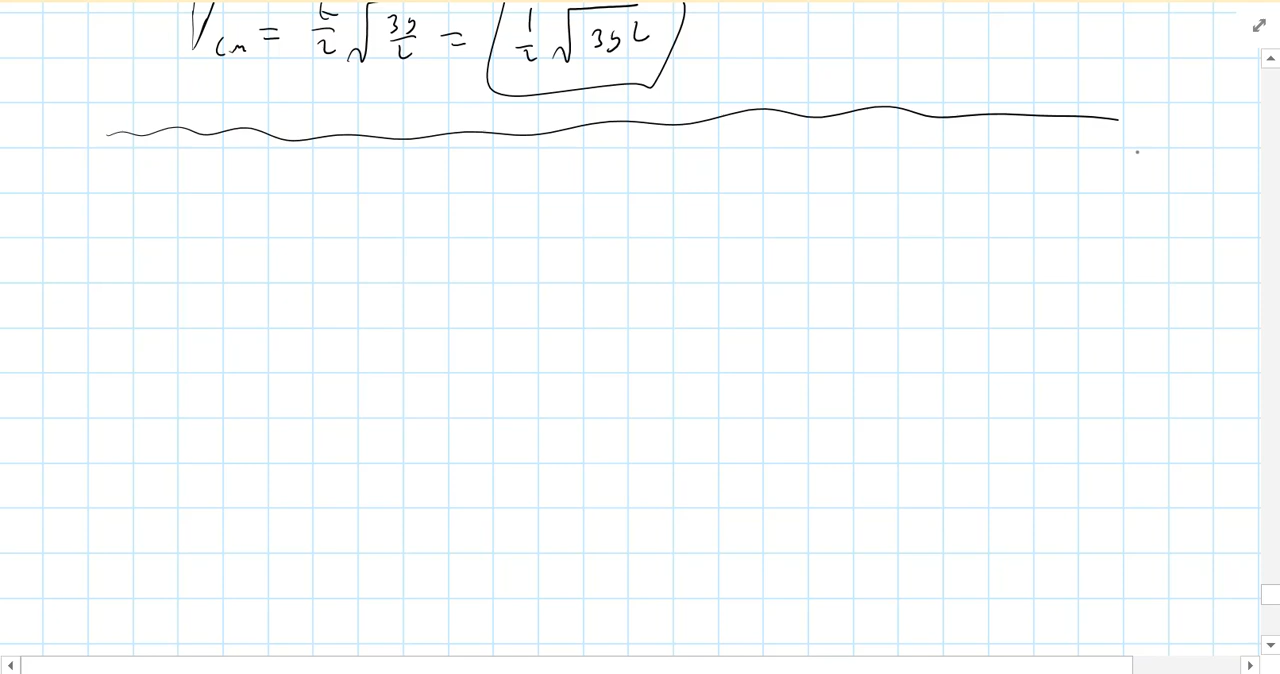 V_cm = L/2 √(3g/L) = 1/2 √(3gL)